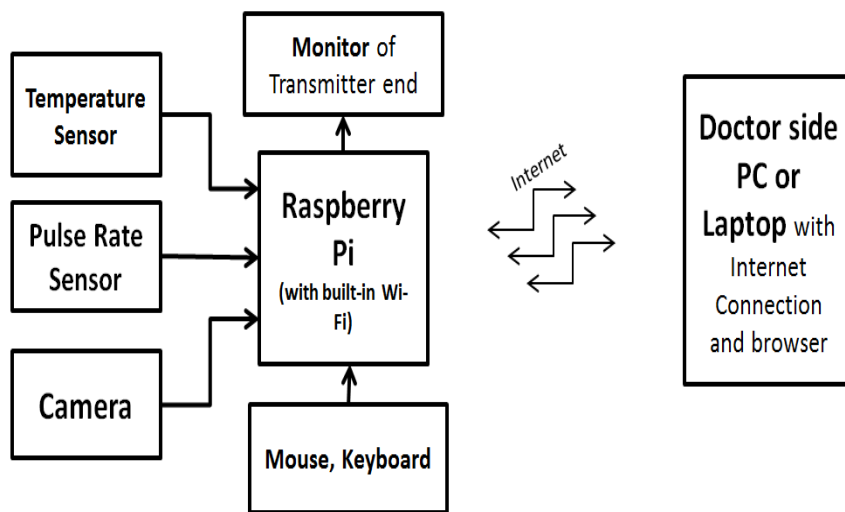 Monitor of
Transmitter end
Temperature
Sensor
Pulse Rate
Sensor
Camera
Raspberry
Pi
(with built-in Wi-
Fi)
Mouse, Keyboard
Internet
Doctor side
PC or
Laptop with
Internet
Connection
and browser